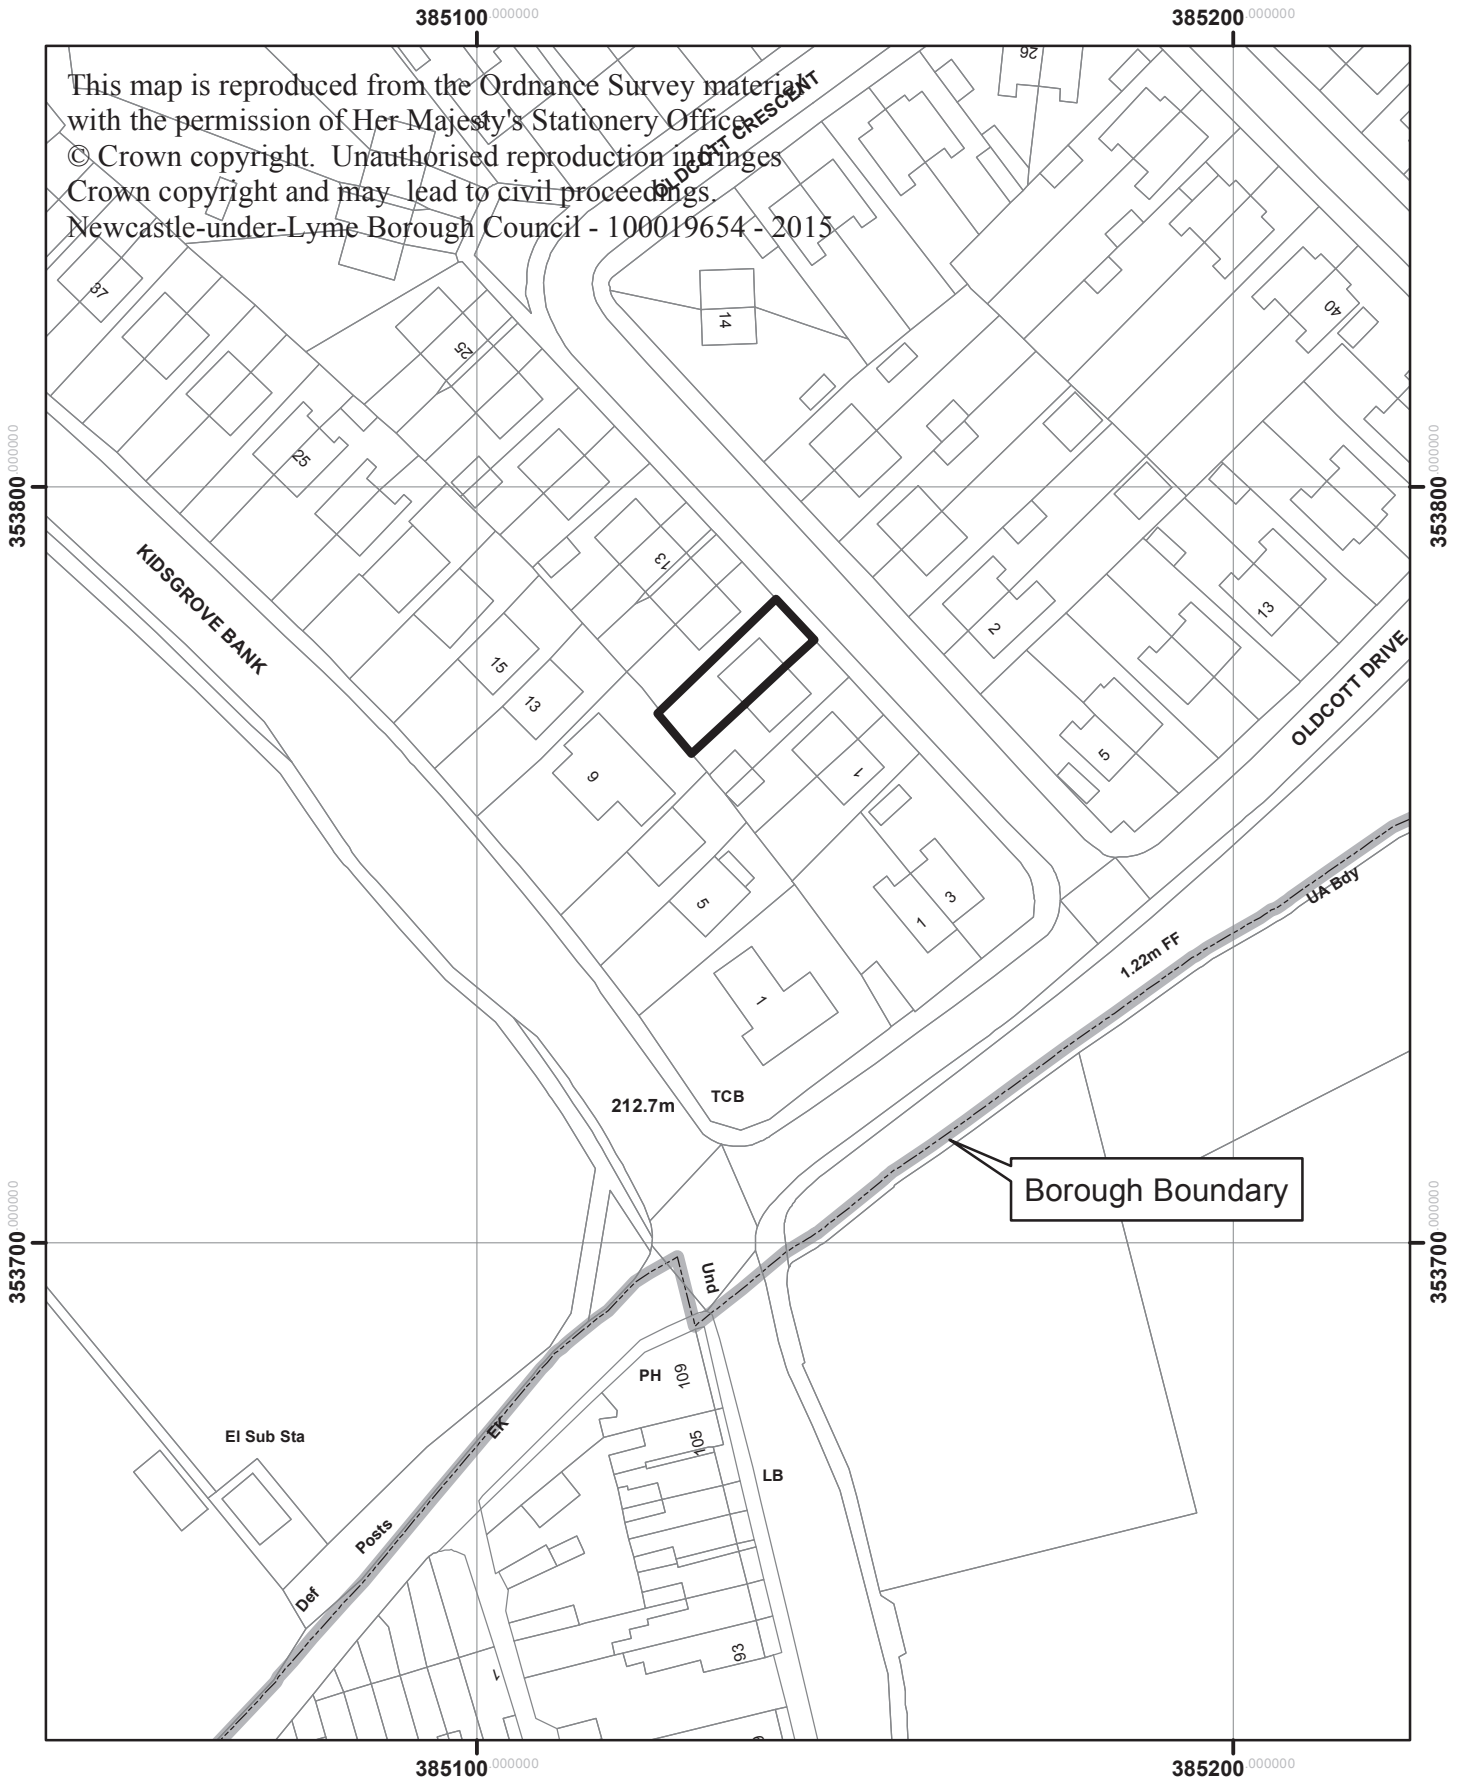 385100.000000
385200.000000
This map is reproduced from the Ordnance Survey material
with the permission of Her Majesty's Stationery Office
© Crown copyright.  Unauthorised reproduction infringes
Crown copyright and may  lead to civil proceedings.
Newcastle-under-Lyme Borough Council - 100019654 - 2015
OLDCOTT CRESCENT
26
37
14
40
25
25
353800.000000
353800.000000
KIDSGROVE BANK
13
2
13
15
13
OLDCOTT DRIVE
9
1
5
5
3
1
UA Bdy
1.22m FF
1
TCB
212.7m
Borough Boundary
353700.000000
353700.000000
Und
PH
109
El Sub Sta
EK
105
LB
Posts
Def
93
1
385100.000000
385200.000000